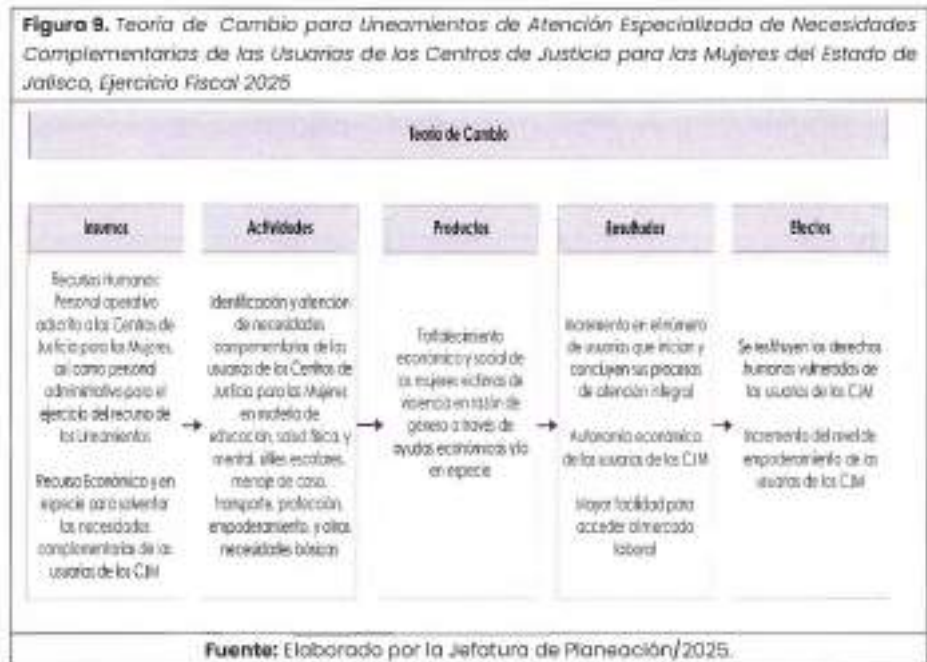 Figura 9. Teoría de Cambio para Lineamientos de Atención Especializada de Necesidades
Complementarias de las Usuarias de los Centros de Justicia para las Mujeres del Estado de
Jalisco, Ejercicio Fiscal 2025
Teoría de Cambio
Insumos
Recursos Humanos:
Personal operativo
adscrito a los Centros de
Justicia para las Mujeres,
así como personal
administrativo para el
ejercicio del recurso de
los Lineamientos
Recurso Económico y en
especie para solventar
las necesidades
complementarias de las
usuarias de los CJM
Actividades
Identificación y atención
de necesidades
complementarias de las
usuarias de los Centros de
Justicia para las Mujeres
en materia de
educación, salud física y
mental, útiles escolares,
menaje de casa,
transporte, protección,
empoderamiento, y otras
necesidades básicas
Productos
Fortalecimiento
económico y social de
las mujeres víctimas de
violencia en razón de
género a través de
ayudas económicas y/o
en especie
Resultados
Incremento en el número
de usuarias que inician y
concluyen sus procesos
de atención integral
Autonomía económica
de las usuarias de los CJM
Mayor facilidad para
acceder al mercado
laboral
Efectos
Se restituyen los derechos
humanos vulnerados de
las usuarias de los CJM
Incremento del nivel de
empoderamiento de las
usuarias de los CJM
Fuente: Elaborado por la Jefatura de Planeación/2025.